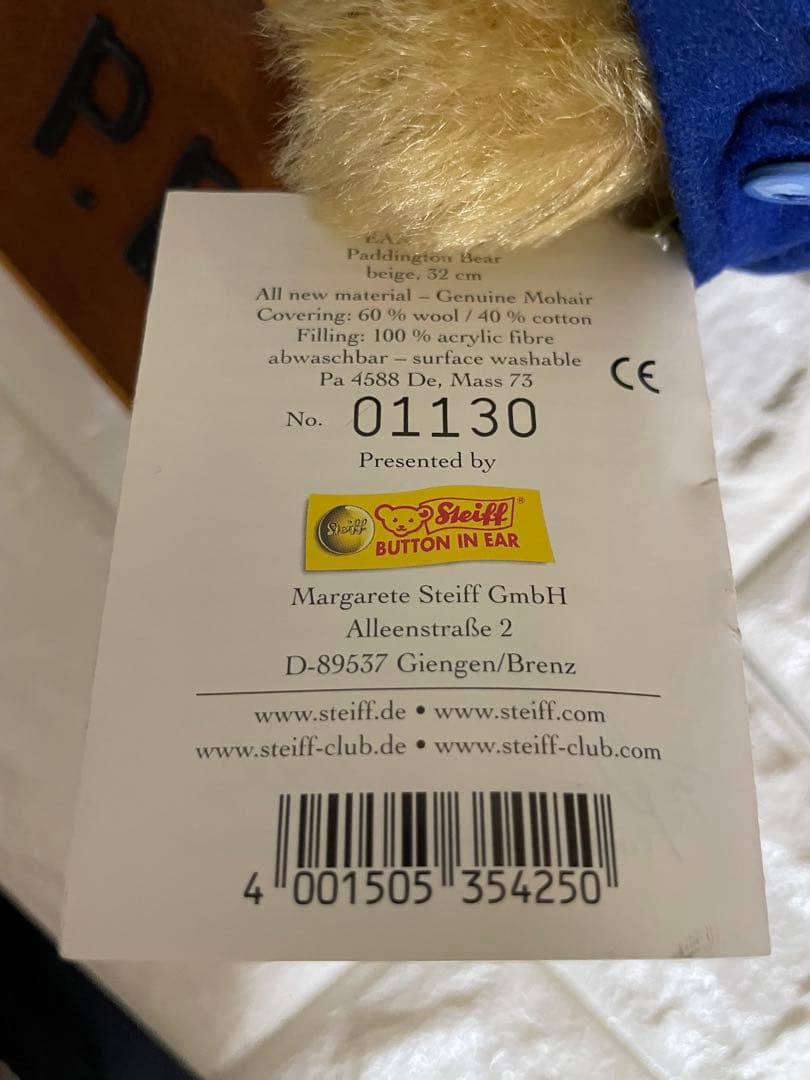 P.
EAN
Paddington Bear
beige, 32 cm
All new material – Genuine Mohair
Covering: 60 % wool / 40 % cotton
Filling: 100 % acrylic fibre
abwaschbar – surface washable
Pa 4588 De, Mass 73
CE
No. 01130
Presented by
Steiff Steiff®
BUTTON IN EAR
Margarete Steiff GmbH
Alleenstraße 2
D-89537 Giengen/Brenz
www.steiff.de • www.steiff.com
www.steiff-club.de • www.steiff-club.com
4 001505 354250